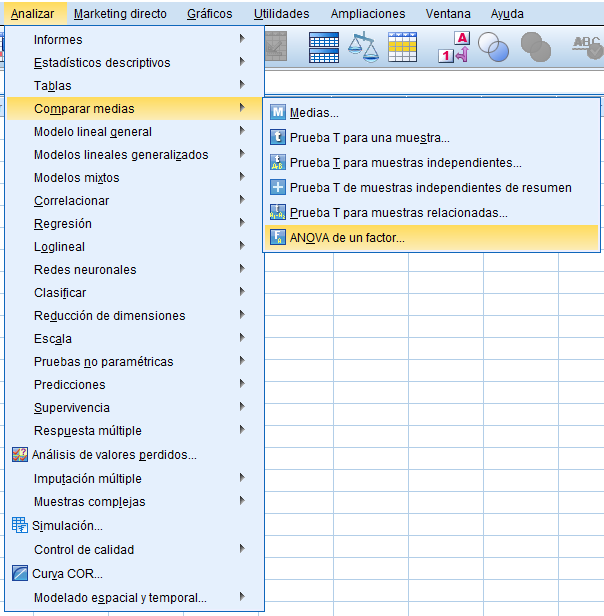 Analizar Marketing directo Gráficos Utilidades Ampliaciones Ventana Ayuda
A
1
ABC
Informes
Estadísticos descriptivos
Tablas
Comparar medias
Modelo lineal general
Modelos lineales generalizados
Modelos mixtos
Correlacionar
Regresión
Loglineal
Redes neuronales
Clasificar
Reducción de dimensiones
Escala
Pruebas no paramétricas
Predicciones
Supervivencia
Respuesta múltiple
Análisis de valores perdidos...
Imputación múltiple
Muestras complejas
Simulación...
Control de calidad
Curva COR...
Modelado espacial y temporal...
M Medias...
t Prueba T para una muestra...
Prueba T para muestras independientes...
Prueba T de muestras independientes de resumen
Prueba T para muestras relacionadas...
ANOVA de un factor...